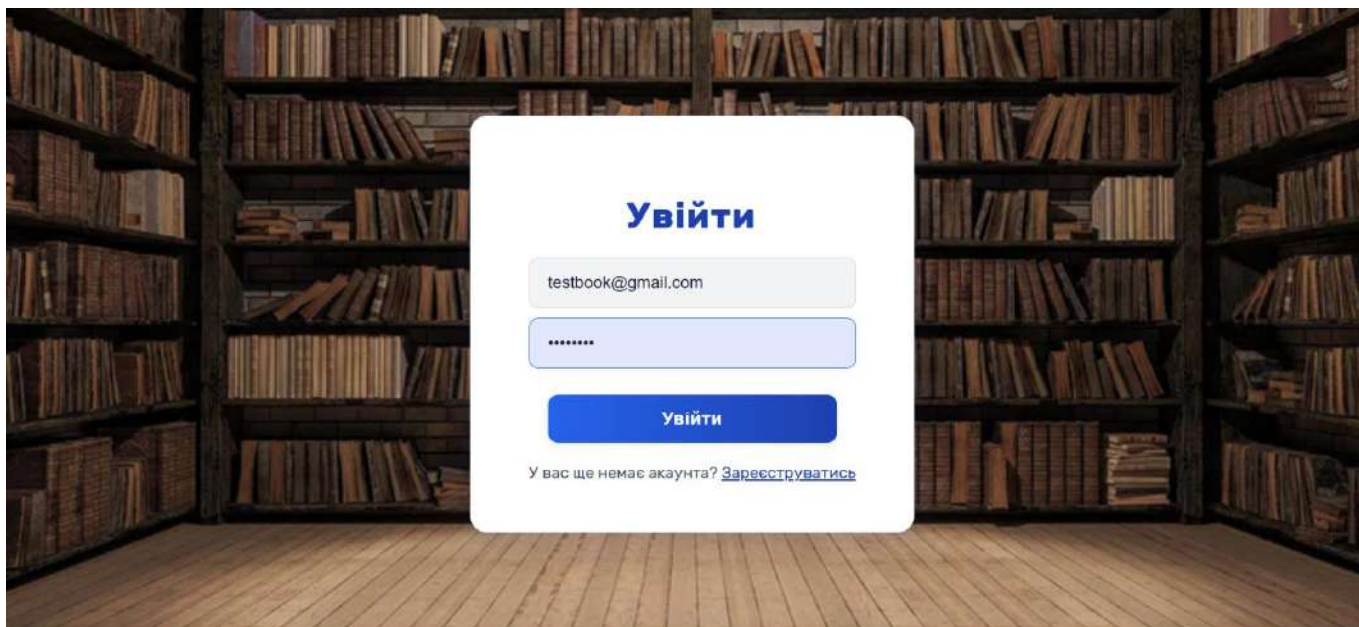 Увійти
testbook@gmail.com
••••••••
Увійти
У вас ще немає акаунта? Зареєструватись